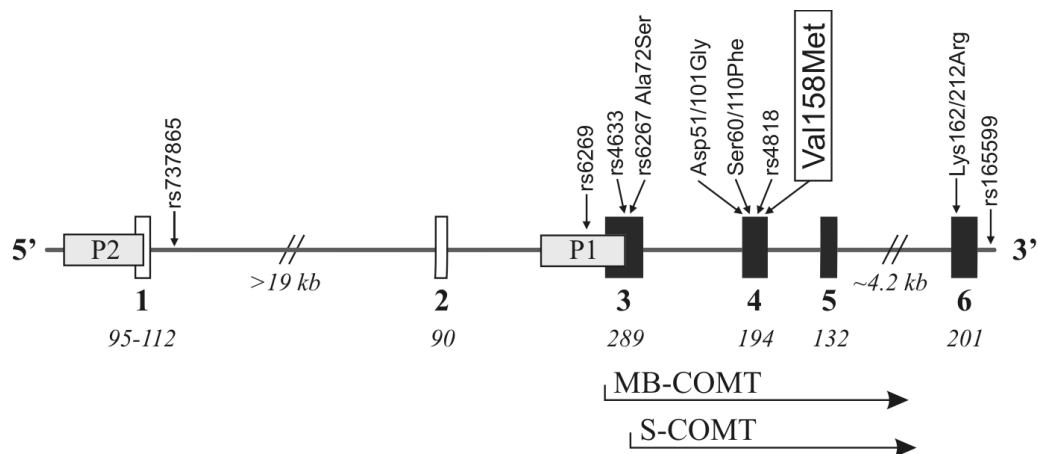 rs737865
rs6269
rs4633
rs6267 Ala72Ser
Asp51/101Gly
Ser60/110Phe
rs4818
Val158Met
Lys162/212Arg
rs165599
5’ P2 P1 3’
>19 kb ~4.2 kb
1 2 3 4 5 6
95-112 90 289 194 132 201
MB-COMT
S-COMT